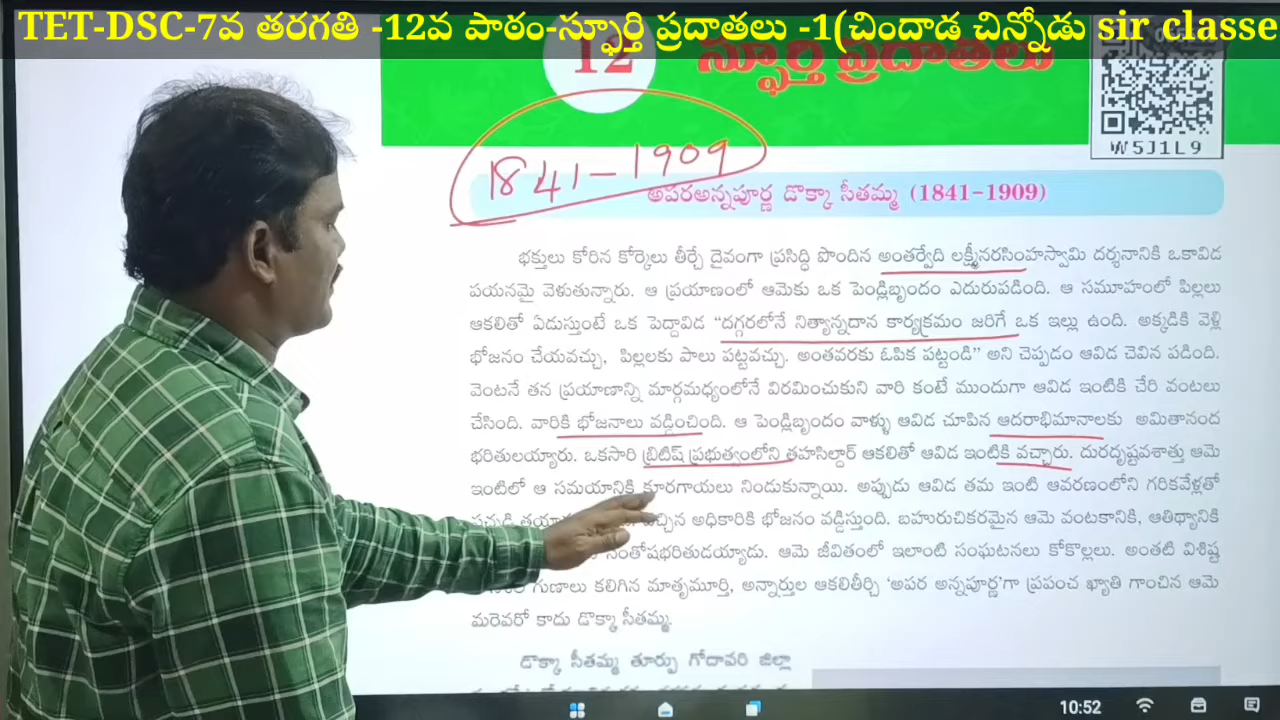 TET-DSC-7వ తరగతి -12వ పాఠం-స్ఫూర్తి ప్రదాతలు -1(చిందాడ చిన్నోడు sir classe
12 స్ఫూర్తి ప్రదాతలు
W5J1L9
1841-1909
అపరఅన్నపూర్ణ డొక్కా సీతమ్మ (1841-1909)
భక్తులు కోరిన కోర్కెలు తీర్చే దైవంగా ప్రసిద్ధి పొందిన అంతర్వేది లక్ష్మీనరసింహస్వామి దర్శనానికి ఒకావిడ
పయనమై వెళుతున్నారు. ఆ ప్రయాణంలో ఆమెకు ఒక పెండ్లిబృందం ఎదురుపడింది. ఆ సమూహంలో పిల్లలు
ఆకలితో ఏడుస్తుంటే ఒక పెద్దావిడ “దగ్గరలోనే నిత్యాన్నదాన కార్యక్రమం జరిగే ఒక ఇల్లు ఉంది. అక్కడికి వెళ్లి
భోజనం చేయవచ్చు, పిల్లలకు పాలు పట్టవచ్చు. అంతవరకు ఓపిక పట్టండి” అని చెప్పడం ఆవిడ చెవిన పడింది.
వెంటనే తన ప్రయాణాన్ని మార్గమధ్యంలోనే విరమించుకుని వారి కంటే ముందుగా ఆవిడ ఇంటికి చేరి వంటలు
చేసింది. వారికి భోజనాలు వడ్డించింది. ఆ పెండ్లిబృందం వాళ్ళు ఆవిడ చూపిన ఆదరాభిమానాలకు అమితానంద
భరితులయ్యారు. ఒకసారి బ్రిటిష్ ప్రభుత్వంలోని తహసిల్దార్ ఆకలితో ఆవిడ ఇంటికి వచ్చారు. దురదృష్టవశాత్తు ఆమె
ఇంటిలో ఆ సమయానికి కూరగాయలు నిండుకున్నాయి. అప్పుడు ఆవిడ తమ ఇంటి ఆవరణంలోని గరికవేళ్లతో
పచ్చడి వచ్చిన అధికారికి భోజనం వడ్డిస్తుంది. బహురుచికరమైన ఆమె వంటకానికి, ఆతిథ్యానికి
సంతోషభరితుడయ్యాడు. ఆమె జీవితంలో ఇలాంటి సంఘటనలు కోకొల్లలు. అంతటి విశిష్ట
గుణాలు కలిగిన మాతృమూర్తి, అన్నార్తుల ఆకలితీర్చి ‘అపర అన్నపూర్ణ’గా ప్రపంచ ఖ్యాతి గాంచిన ఆమె
మరెవరో కాదు డొక్కా సీతమ్మ.
డొక్కా సీతమ్మ తూర్పు గోదావరి జిల్లా
10:52